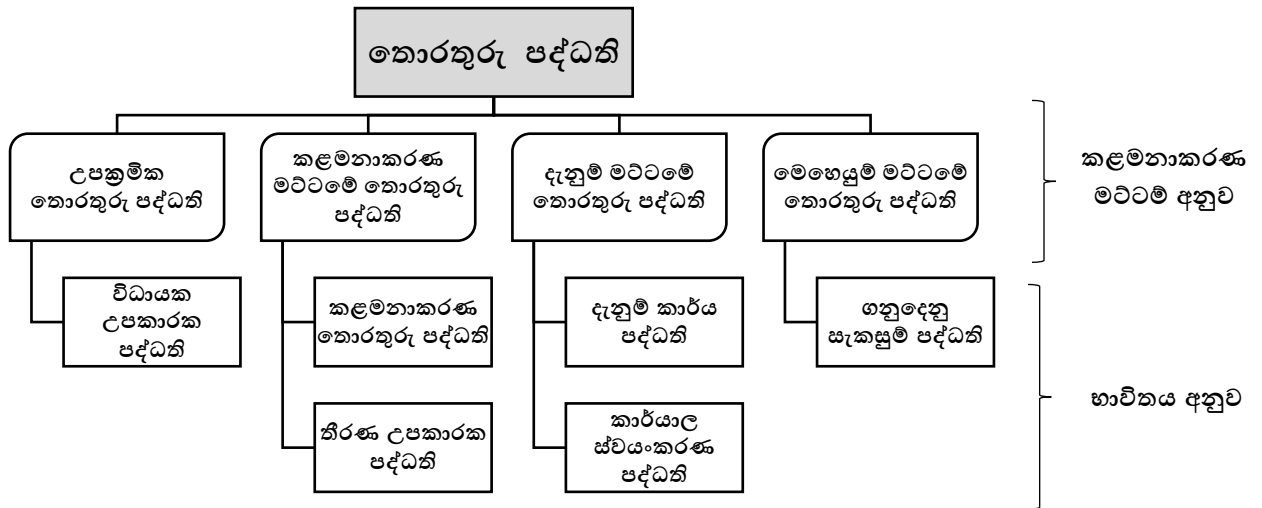 තොරතුරු පද්ධති
උපක්‍රමික
තොරතුරු පද්ධති
කළමනාකරණ
මට්ටමේ තොරතුරු
පද්ධති
දැනුම් මට්ටමේ
තොරතුරු පද්ධති
මෙහෙයුම් මට්ටමේ
තොරතුරු පද්ධති
කළමනාකරණ
මට්ටම් අනුව
විධායක
උපකාරක
පද්ධති
කළමනාකරණ
තොරතුරු පද්ධති
දැනුම් කාර්ය
පද්ධති
ගනුදෙනු
සැකසුම් පද්ධති
තීරණ උපකාරක
පද්ධති
කාර්යාල
ස්වයංකරණ
පද්ධති
භාවිතය අනුව